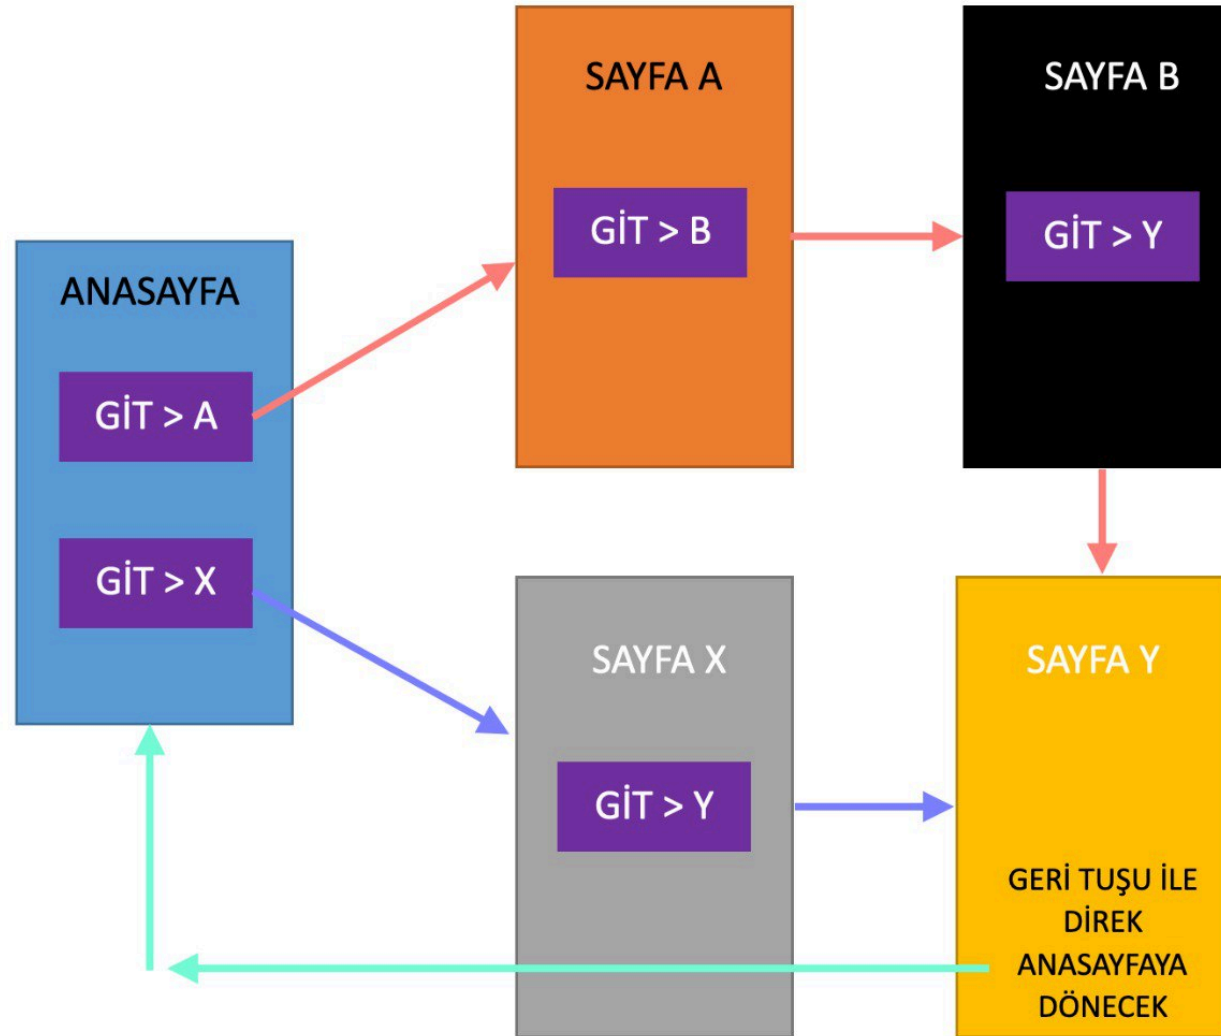 ANASAYFA
GİT > A
GİT > X
SAYFA A
GİT > B
SAYFA B
GİT > Y
SAYFA X
GİT > Y
SAYFA Y
GERİ TUŞU İLE
DİREK
ANASAYFAYA
DÖNECEK